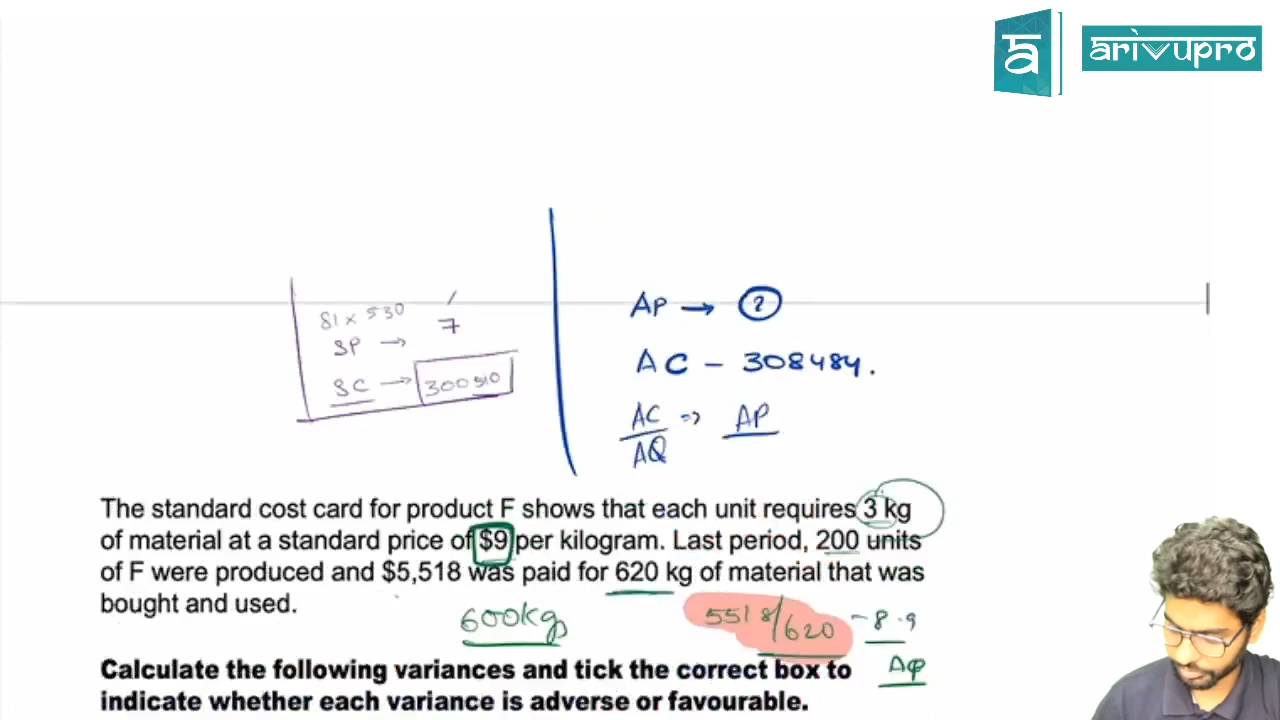 a
arivupro
81 x 530
SP → 7
SC → 300510
AP → ?
AC - 308484.
AC
AQ
⇒ AP
The standard cost card for product F shows that each unit requires 3 kg
of material at a standard price of $9 per kilogram. Last period, 200 units
of F were produced and $5,518 was paid for 620 kg of material that was
bought and used.
600kg
5518/620 - 8.9
Calculate the following variances and tick the correct box to
indicate whether each variance is adverse or favourable.